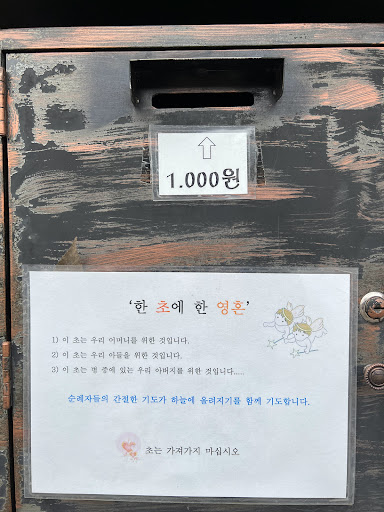 1.000원
'한 초에 한 영혼'
1) 이 초는 우리 어머니를 위한 것입니다.
2) 이 초는 우리 아들을 위한 것입니다.
3) 이 초는 병 중에 있는 우리 아버지를 위한 것입니다.....
순례자들의 간절한 기도가 하늘에 올려지기를 함께 기도합니다.
초는 가져가지 마십시오